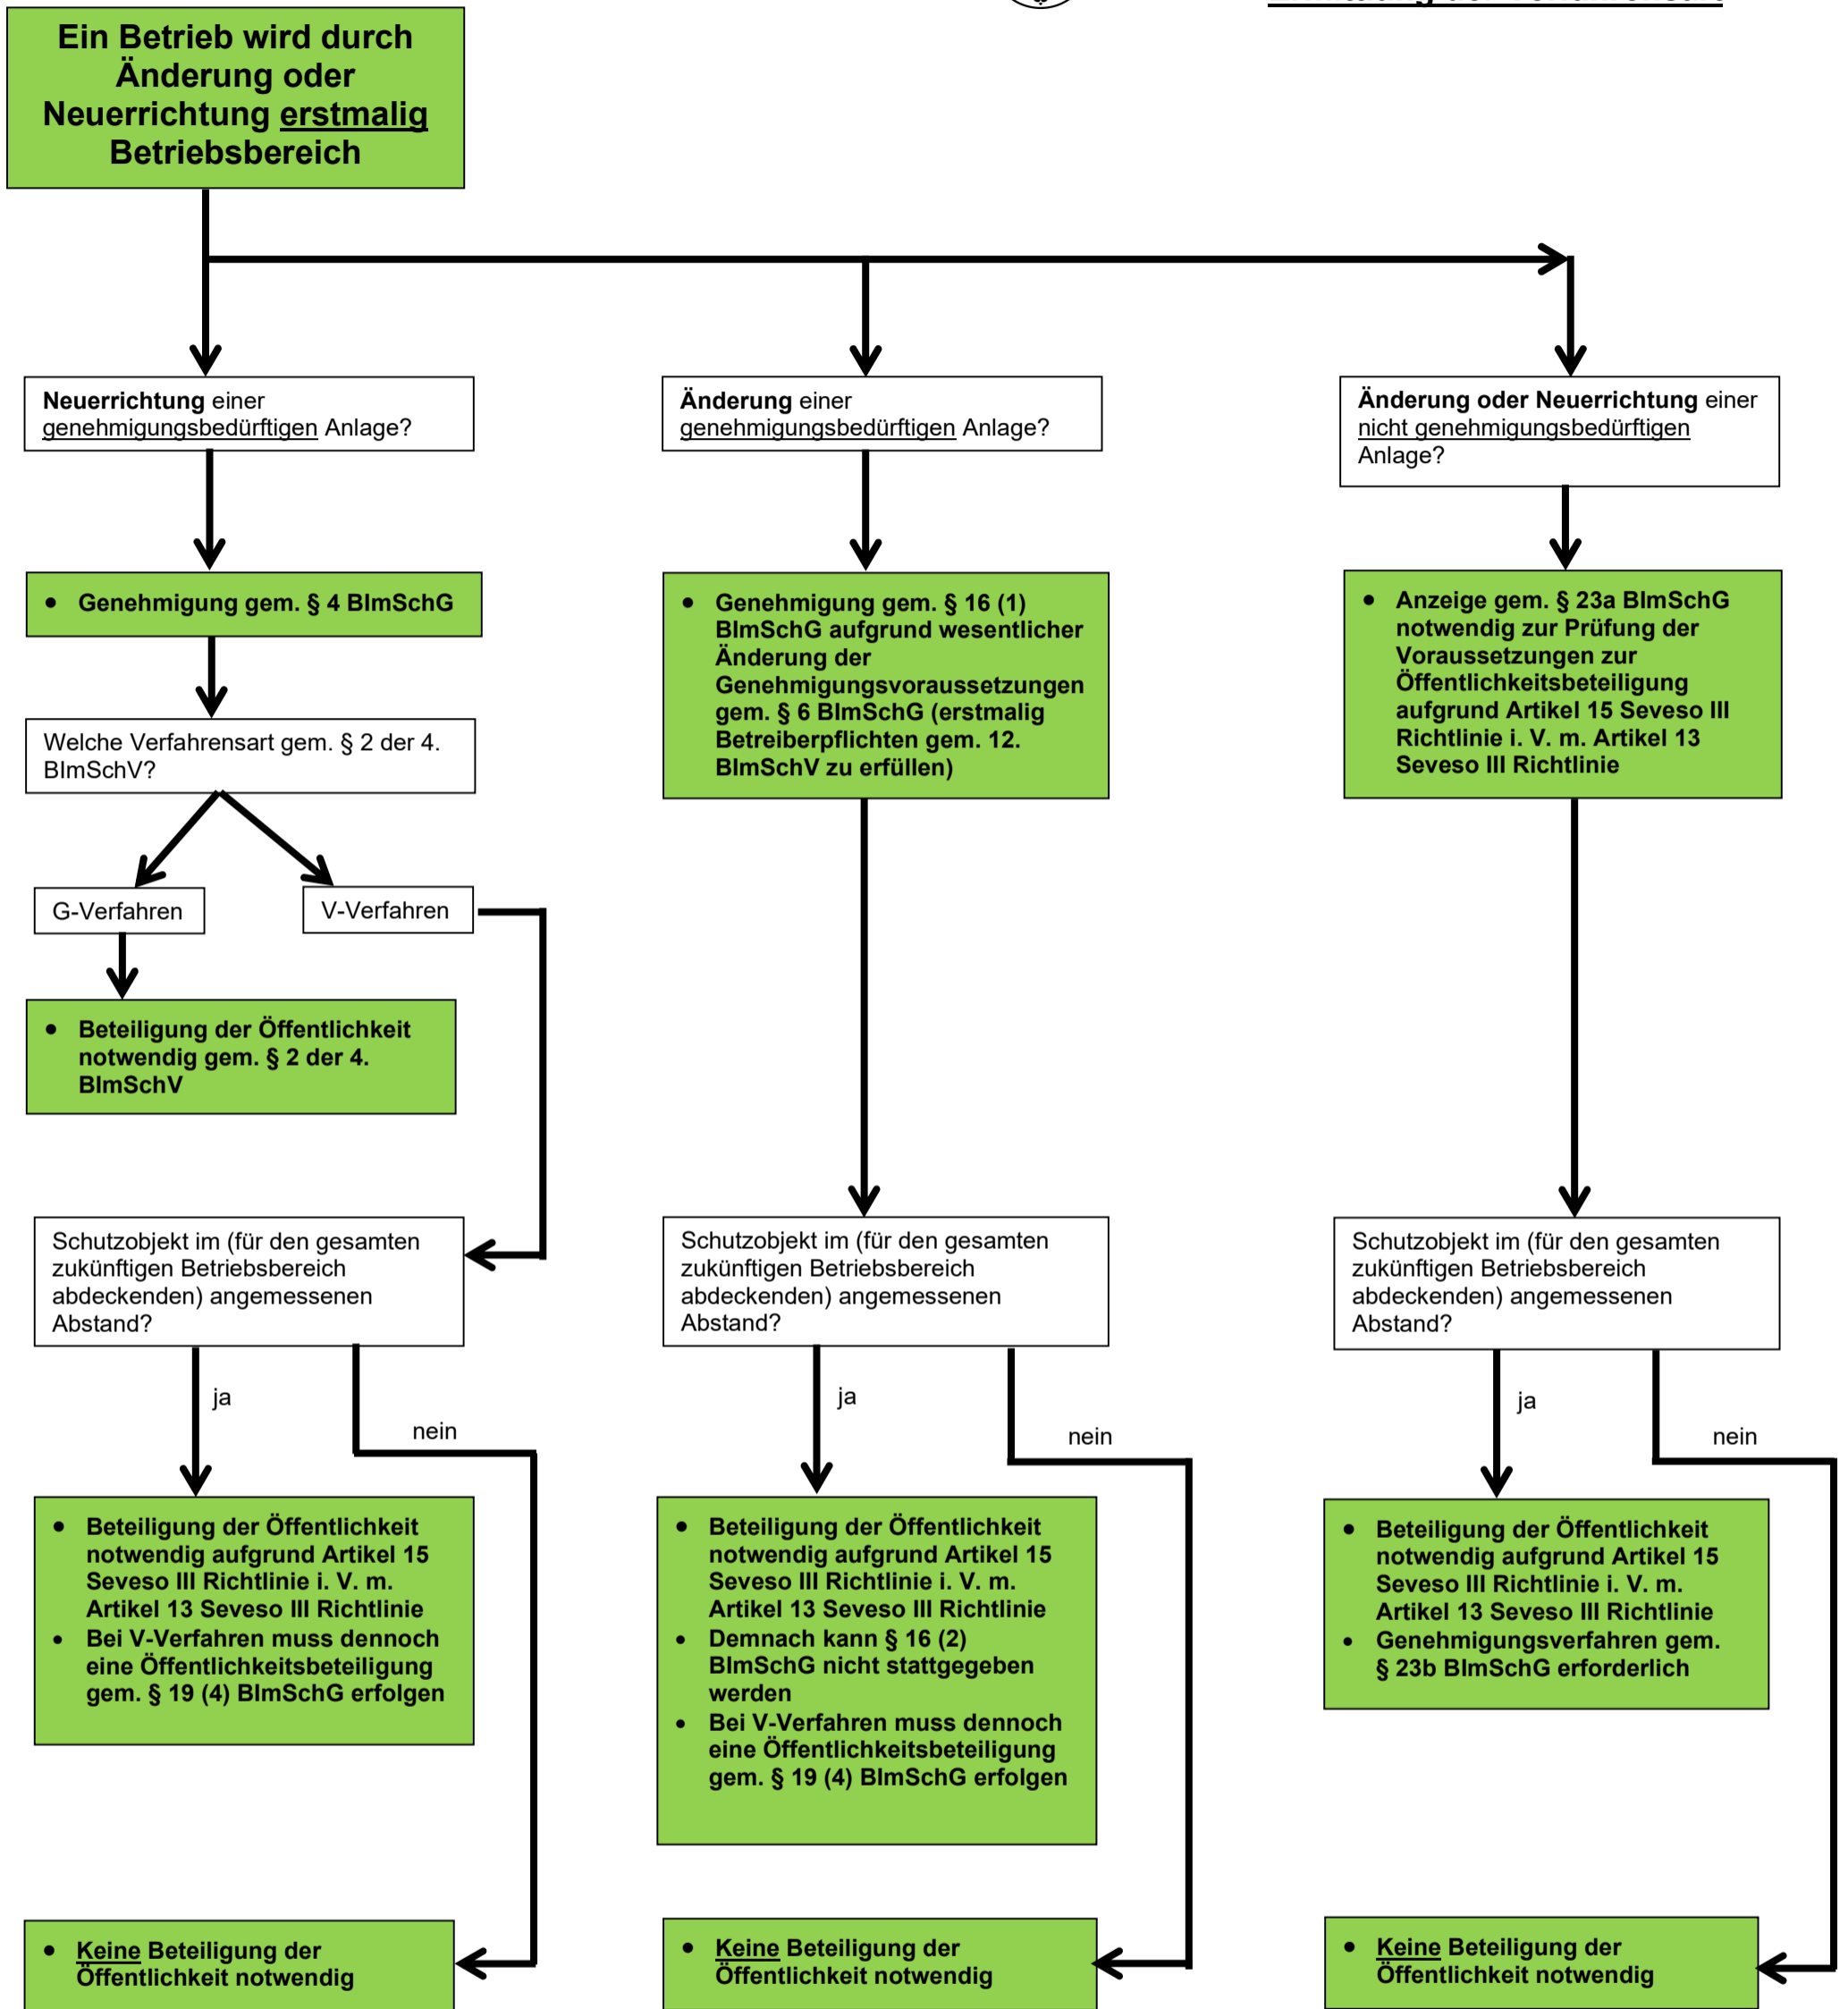 Ein Betrieb wird durch
Änderung oder
Neuerrichtung erstmalig
Betriebsbereich
Neuerrichtung einer
genehmigungsbedürftigen Anlage?
Änderung einer
genehmigungsbedürftigen Anlage?
Änderung oder Neuerrichtung einer
nicht genehmigungsbedürftigen
Anlage?
• Genehmigung gem. § 4 BImSchG
• Genehmigung gem. § 16 (1)
BImSchG aufgrund wesentlicher
Änderung der
Genehmigungsvoraussetzungen
gem. § 6 BImSchG (erstmalig
Betreiberpflichten gem. 12.
BImSchV zu erfüllen)
• Anzeige gem. § 23a BImSchG
notwendig zur Prüfung der
Voraussetzungen zur
Öffentlichkeitsbeteiligung
aufgrund Artikel 15 Seveso III
Richtlinie i. V. m. Artikel 13
Seveso III Richtlinie
Welche Verfahrensart gem. § 2 der 4.
BImSchV?
G-Verfahren
V-Verfahren
• Beteiligung der Öffentlichkeit
notwendig gem. § 2 der 4.
BImSchV
Schutzobjekt im (für den gesamten
zukünftigen Betriebsbereich
abdeckenden) angemessenen
Abstand?
Schutzobjekt im (für den gesamten
zukünftigen Betriebsbereich
abdeckenden) angemessenen
Abstand?
Schutzobjekt im (für den gesamten
zukünftigen Betriebsbereich
abdeckenden) angemessenen
Abstand?
ja
nein
ja
nein
ja
nein
• Beteiligung der Öffentlichkeit
notwendig aufgrund Artikel 15
Seveso III Richtlinie i. V. m.
Artikel 13 Seveso III Richtlinie
• Bei V-Verfahren muss dennoch
eine Öffentlichkeitsbeteiligung
gem. § 19 (4) BImSchG erfolgen
• Beteiligung der Öffentlichkeit
notwendig aufgrund Artikel 15
Seveso III Richtlinie i. V. m.
Artikel 13 Seveso III Richtlinie
• Demnach kann § 16 (2)
BImSchG nicht stattgegeben
werden
• Bei V-Verfahren muss dennoch
eine Öffentlichkeitsbeteiligung
gem. § 19 (4) BImSchG erfolgen
• Beteiligung der Öffentlichkeit
notwendig aufgrund Artikel 15
Seveso III Richtlinie i. V. m.
Artikel 13 Seveso III Richtlinie
• Genehmigungsverfahren gem.
§ 23b BImSchG erforderlich
• Keine Beteiligung der
Öffentlichkeit notwendig
• Keine Beteiligung der
Öffentlichkeit notwendig
• Keine Beteiligung der
Öffentlichkeit notwendig